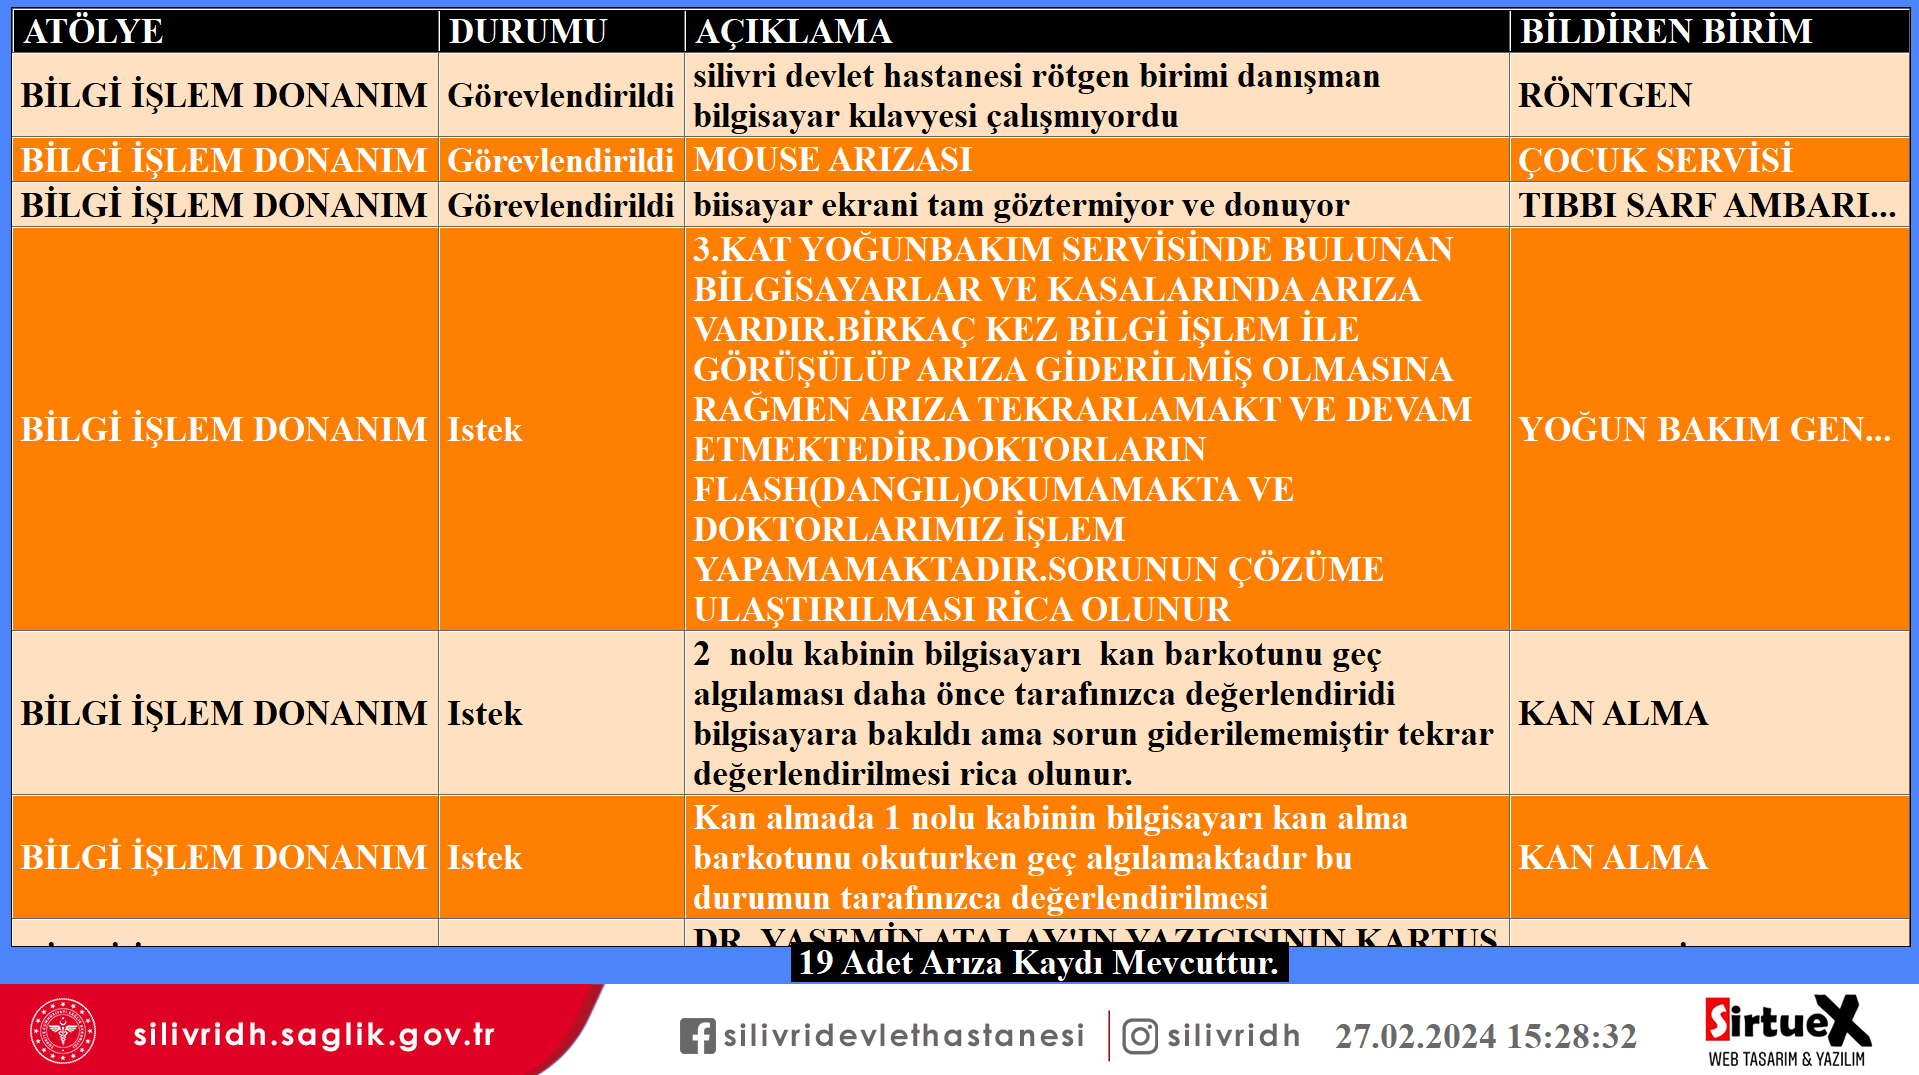 ATÖLYE DURUMU AÇIKLAMA BİLDİREN BİRİM
BİLGİ İŞLEM DONANIM Görevlendirildi silivri devlet hastanesi rötgen birimi danışman
bilgisayar kılavyesi çalışmıyordu
RÖNTGEN
BİLGİ İŞLEM DONANIM Görevlendirildi MOUSE ARIZASI ÇOCUK SERVİSİ
BİLGİ İŞLEM DONANIM Görevlendirildi biisayar ekrani tam göztermiyor ve donuyor TIBBI SARF AMBARI...
BİLGİ İŞLEM DONANIM Istek
3.KAT YOĞUNBAKIM SERVİSİNDE BULUNAN
BİLGİSAYARLAR VE KASALARINDA ARIZA
VARDIR.BİRKAÇ KEZ BİLGİ İŞLEM İLE
GÖRÜŞÜLÜP ARIZA GİDERİLMİŞ OLMASINA
RAĞMEN ARIZA TEKRARLAMAKT VE DEVAM
ETMEKTEDİR.DOKTORLARIN
FLASH(DANGIL)OKUMAMAKTA VE
DOKTORLARIMIZ İŞLEM
YAPAMAMAKTADIR.SORUNUN ÇÖZÜME
ULAŞTIRILMASI RİCA OLUNUR
YOĞUN BAKIM GEN...
BİLGİ İŞLEM DONANIM Istek
2  nolu kabinin bilgisayarı  kan barkotunu geç
algılaması daha önce tarafınızca değerlendiridi
bilgisayara bakıldı ama sorun giderilememiştir tekrar
değerlendirilmesi rica olunur.
KAN ALMA
BİLGİ İŞLEM DONANIM Istek
Kan almada 1 nolu kabinin bilgisayarı kan alma
barkotunu okuturken geç algılamaktadır bu
durumun tarafınızca değerlendirilmesi
KAN ALMA
DR. YASEMİN ATALAY'IN YAZICISININ KARTUŞ
19 Adet Arıza Kaydı Mevcuttur.
silivridh.saglik.gov.tr silivridevlethastanesi silivridh 27.02.2024 15:28:32
SirtueX
WEB TASARIM & YAZILIM